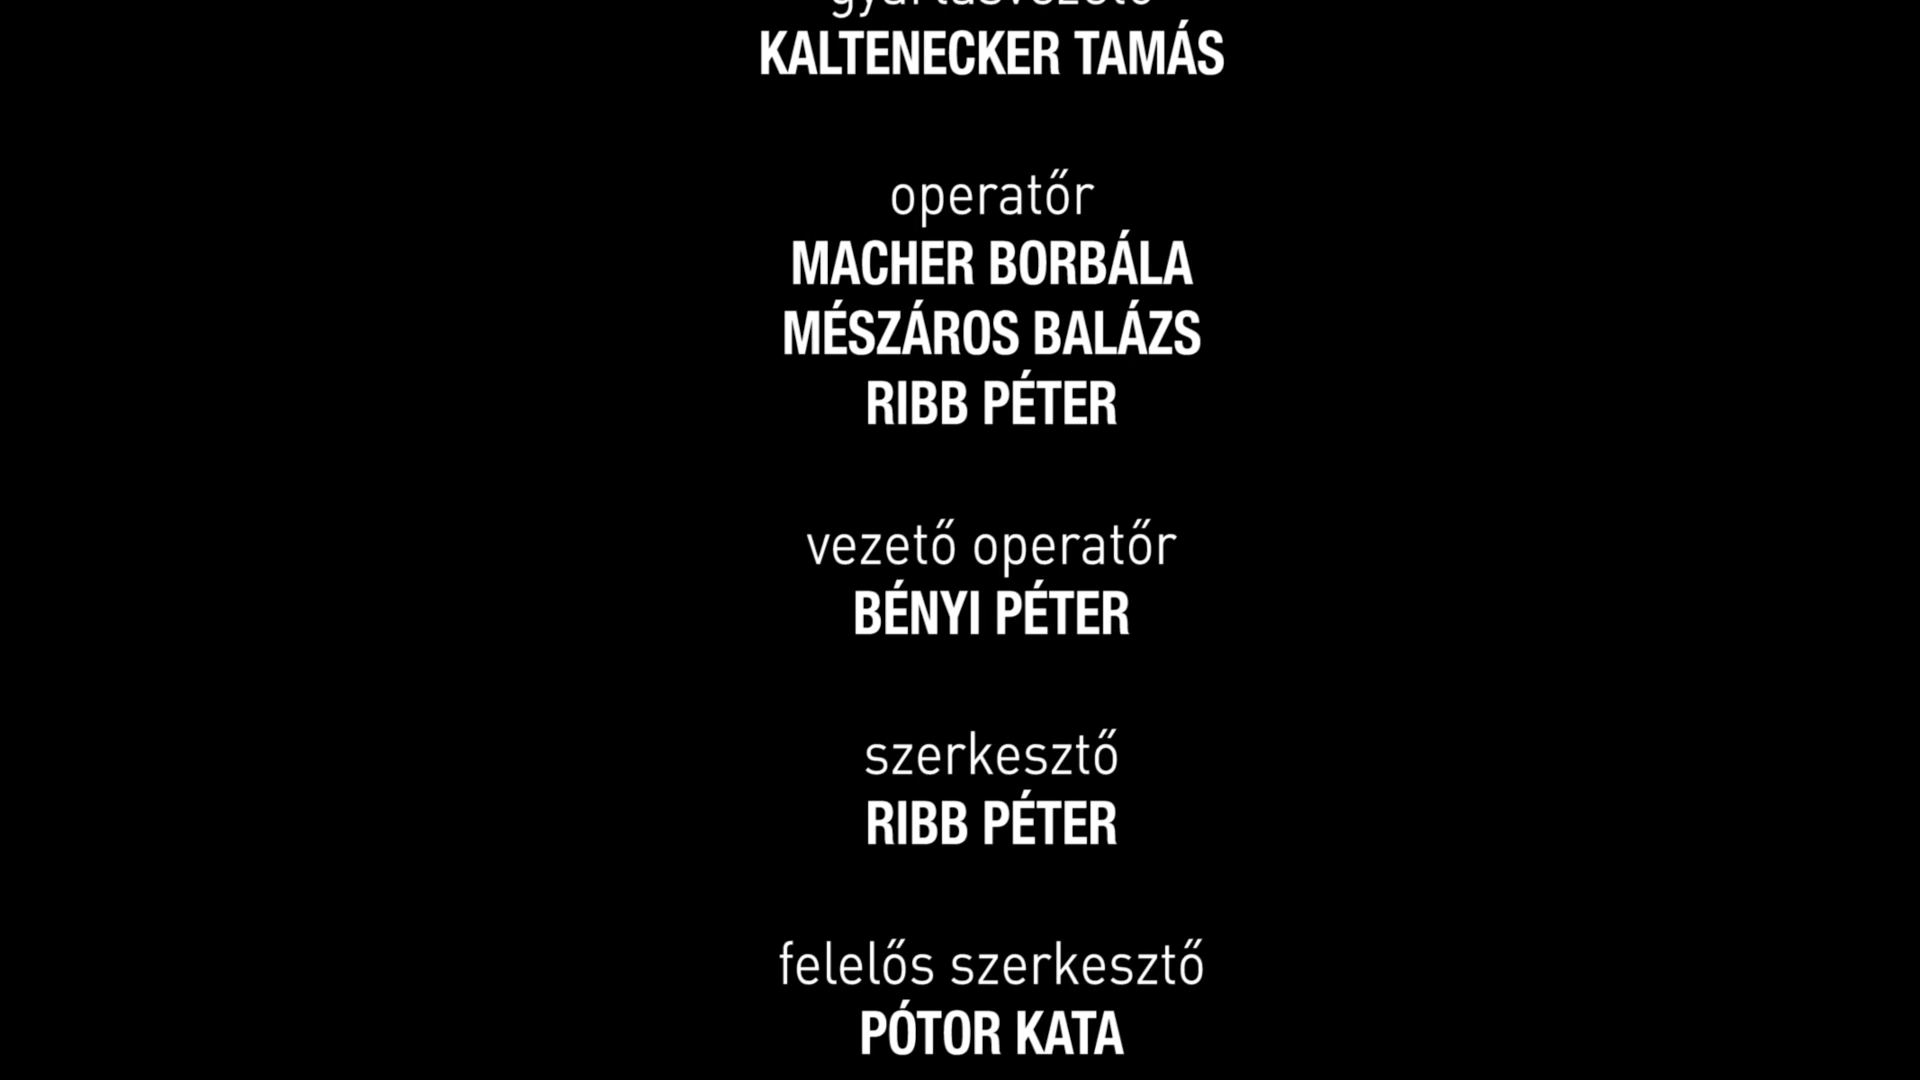 gyártásvezető
KALTENECKER TAMÁS
operatőr
MACHER BORBÁLA
MÉSZÁROS BALÁZS
RIBB PÉTER
vezető operatőr
BÉNYI PÉTER
szerkesztő
RIBB PÉTER
felelős szerkesztő
PÓTOR KATA